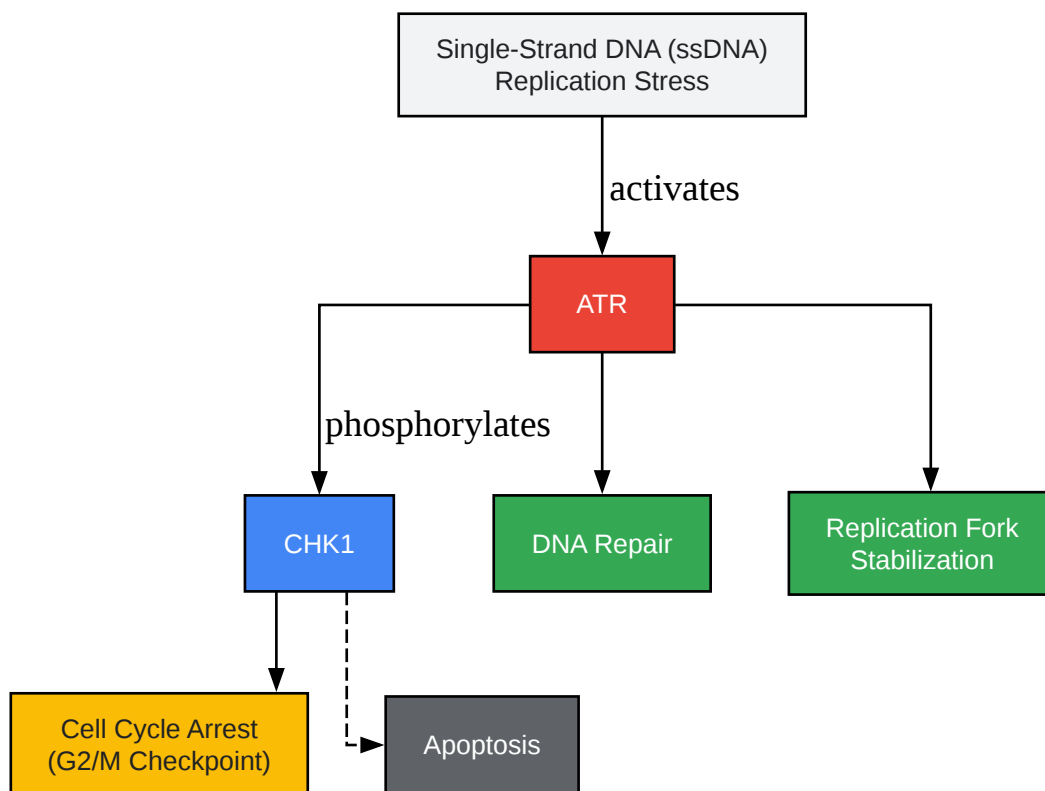 Single-Strand DNA (ssDNA)
Replication Stress
activates
ATR
phosphorylates
CHK1
DNA Repair
Replication Fork
Stabilization
Cell Cycle Arrest
(G2/M Checkpoint)
Apoptosis